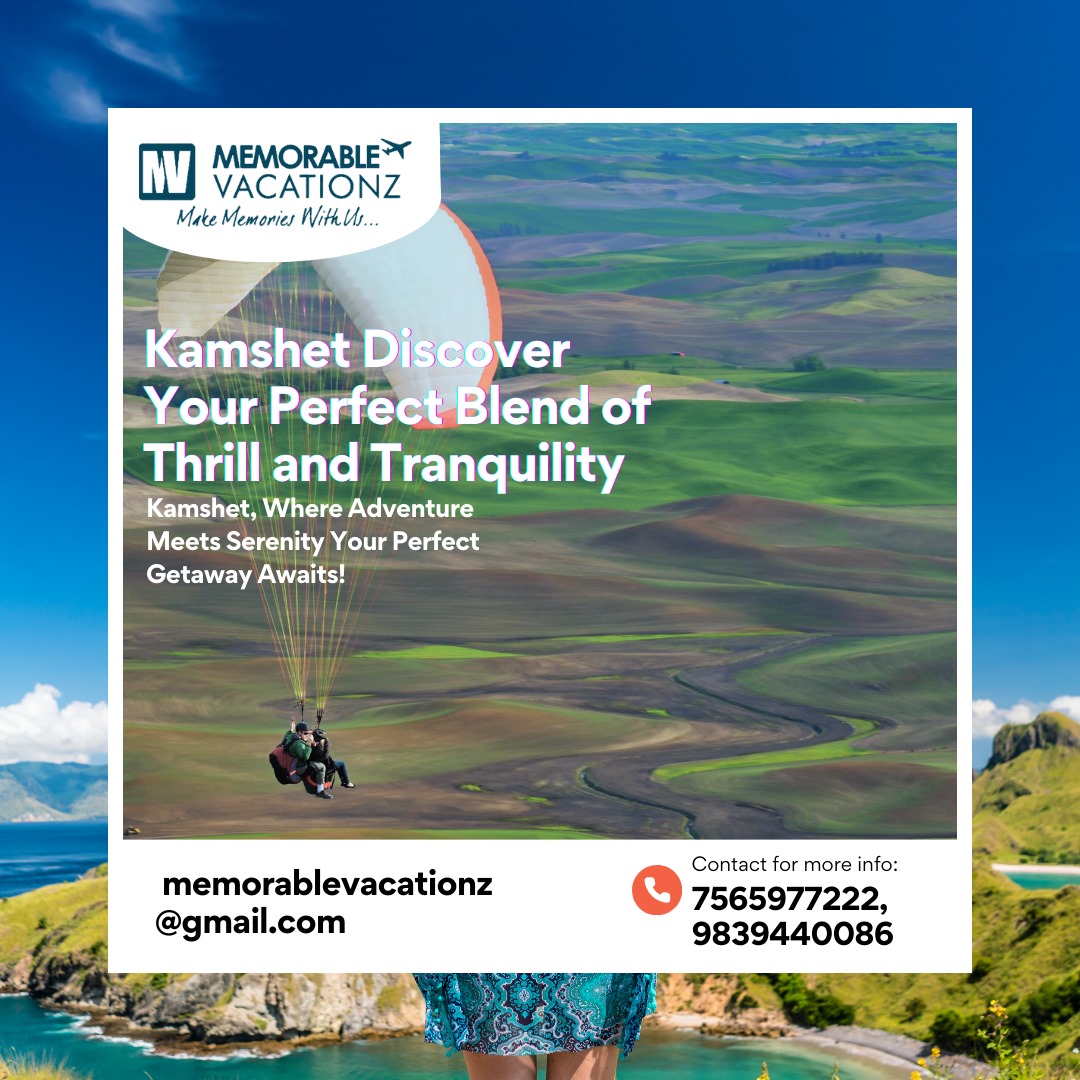 MV
MEMORABLE
VACATIONZ
Make Memories With Us...
Kamshet Discover
Your Perfect Blend of
Thrill and Tranquility
Kamshet, Where Adventure
Meets Serenity Your Perfect
Getaway Awaits!
memorablevacationz
@gmail.com
Contact for more info:
7565977222,
9839440086